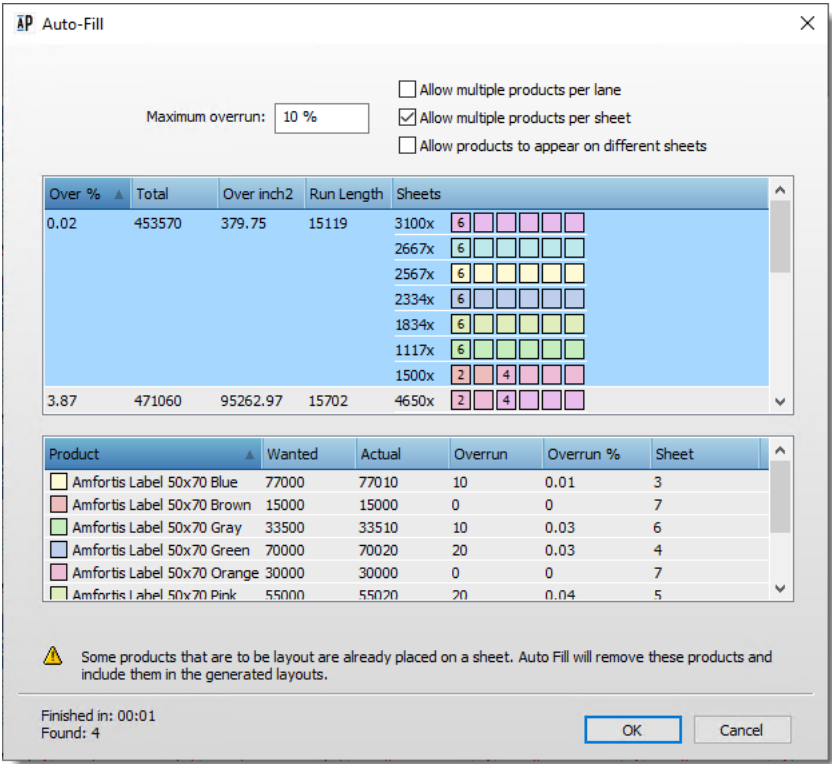 AP Auto-Fill
Allow multiple products per lane
Maximum overrun: 10 %
Allow multiple products per sheet
Allow products to appear on different sheets
Over % Total Over inch2 Run Length Sheets
0.02 453570 379.75 15119 3100x 6
2667x 6
2567x 6
2334x 6
1834x 6
1117x 6
1500x 2 4
3.87 471060 95262.97 15702 4650x 2 4
Product Wanted Actual Overrun Overrun % Sheet
Amfortis Label 50x70 Blue 77000 77010 10 0.01 3
Amfortis Label 50x70 Brown 15000 15000 0 0 7
Amfortis Label 50x70 Gray 33500 33510 10 0.03 6
Amfortis Label 50x70 Green 70000 70020 20 0.03 4
Amfortis Label 50x70 Orange 30000 30000 0 0 7
Amfortis Label 50x70 Pink 55000 55020 20 0.04 5
Some products that are to be layout are already placed on a sheet. Auto Fill will remove these products and
include them in the generated layouts.
Finished in: 00:01
Found: 4
OK Cancel